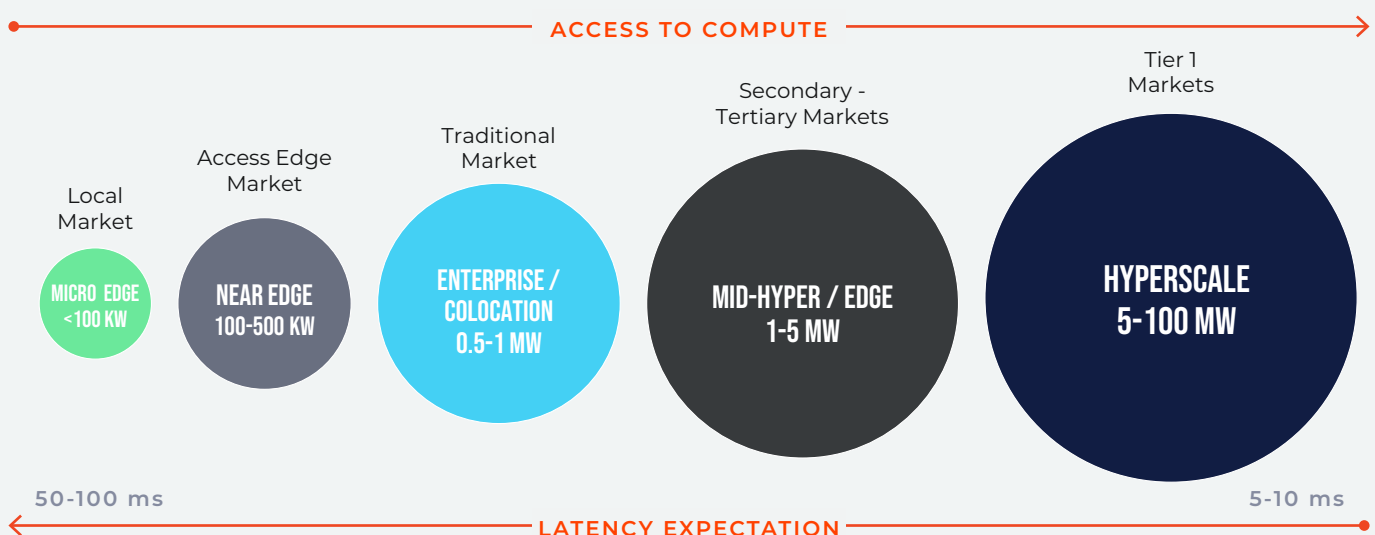 ACCESS TO COMPUTE
Local
Market
Access Edge
Market
Traditional
Market
Secondary -
Tertiary Markets
Tier 1
Markets
MICRO EDGE
<100 KW
NEAR EDGE
100-500 KW
ENTERPRISE /
COLOCATION
0.5-1 MW
MID-HYPER / EDGE
1-5 MW
HYPERSCALE
5-100 MW
50-100 ms
5-10 ms
LATENCY EXPECTATION